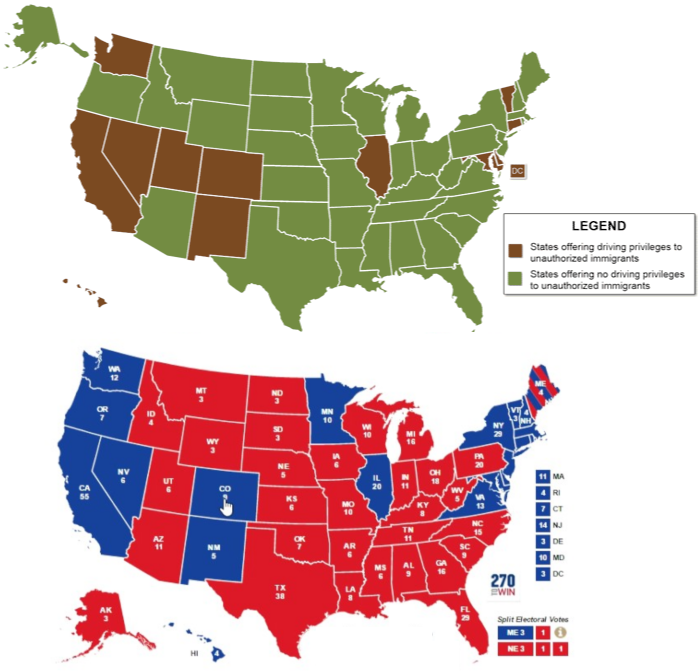 DC
LEGEND
States offering driving privileges to
unauthorized immigrants
States offering no driving privileges
to unauthorized immigrants
WA
12
OR
7
CA
55
NV
6
ID
4
MT
3
WY
3
UT
6
CO
9
AZ
11
NM
5
ND
3
SD
3
NE
5
KS
6
OK
7
TX
38
MN
10
IA
6
MO
10
AR
6
LA
8
WI
10
IL
20
MI
16
IN
11
OH
18
KY
8
TN
11
MS
6
AL
9
GA
16
FL
29
SC
9
NC
15
VA
13
WV
5
PA
20
NY
29
VT
3
4
NH
ME
4
AK
3
HI
4
11 MA
4 RI
7 CT
14 NJ
3 DE
10 MD
3 DC
270
WIN
Split Electoral Votes
ME 3 1
NE 3 1 1